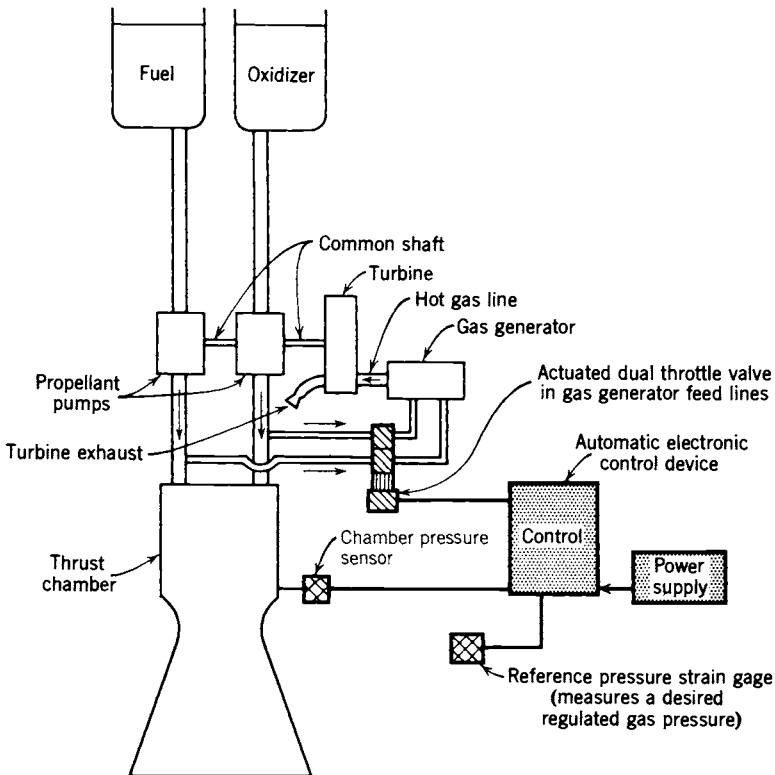 Fuel
Oxidizer
Common shaft
Turbine
Hot gas line
Gas generator
Propellant
pumps
Actuated dual throttle valve
in gas generator feed lines
Turbine exhaust
Automatic electronic
control device
Thrust
chamber
Chamber pressure
sensor
Control
Power
supply
Reference pressure strain gage
(measures a desired
regulated gas pressure)